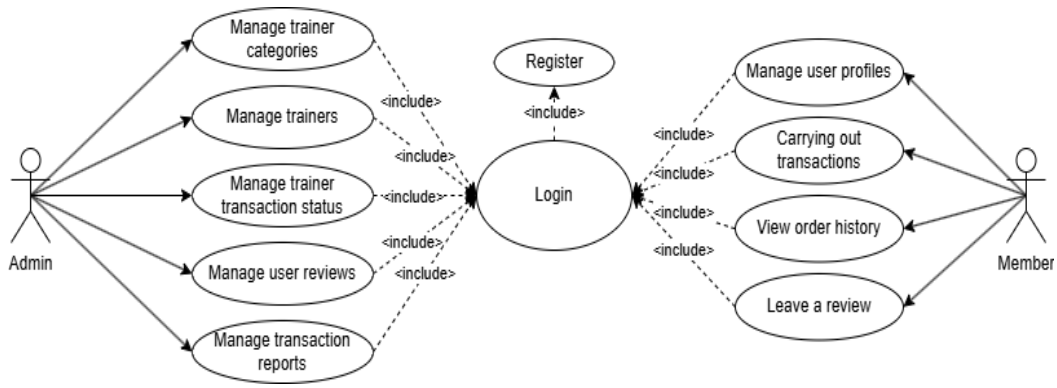 Manage trainer
categories
Manage trainers
Manage trainer
transaction status
Manage user reviews
Manage transaction
reports
Admin
<include>
<include>
<include>
<include>
<include>
Register
<include>
Login
<include>
<include>
<include>
<include>
Manage user profiles
Carrying out
transactions
View order history
Leave a review
Member